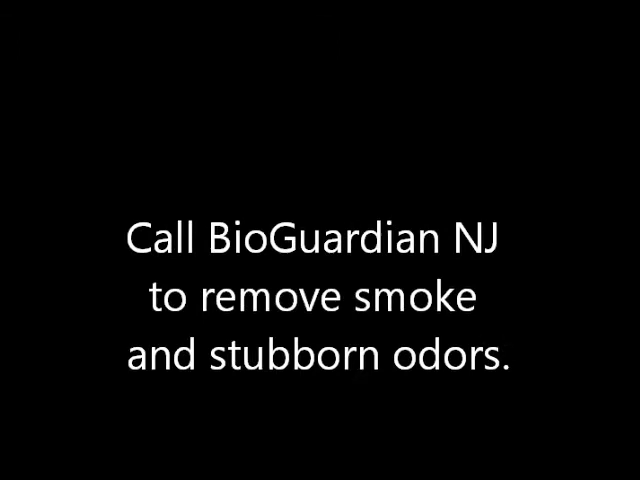 Call BioGuardian NJ
to remove smoke
and stubborn odors.